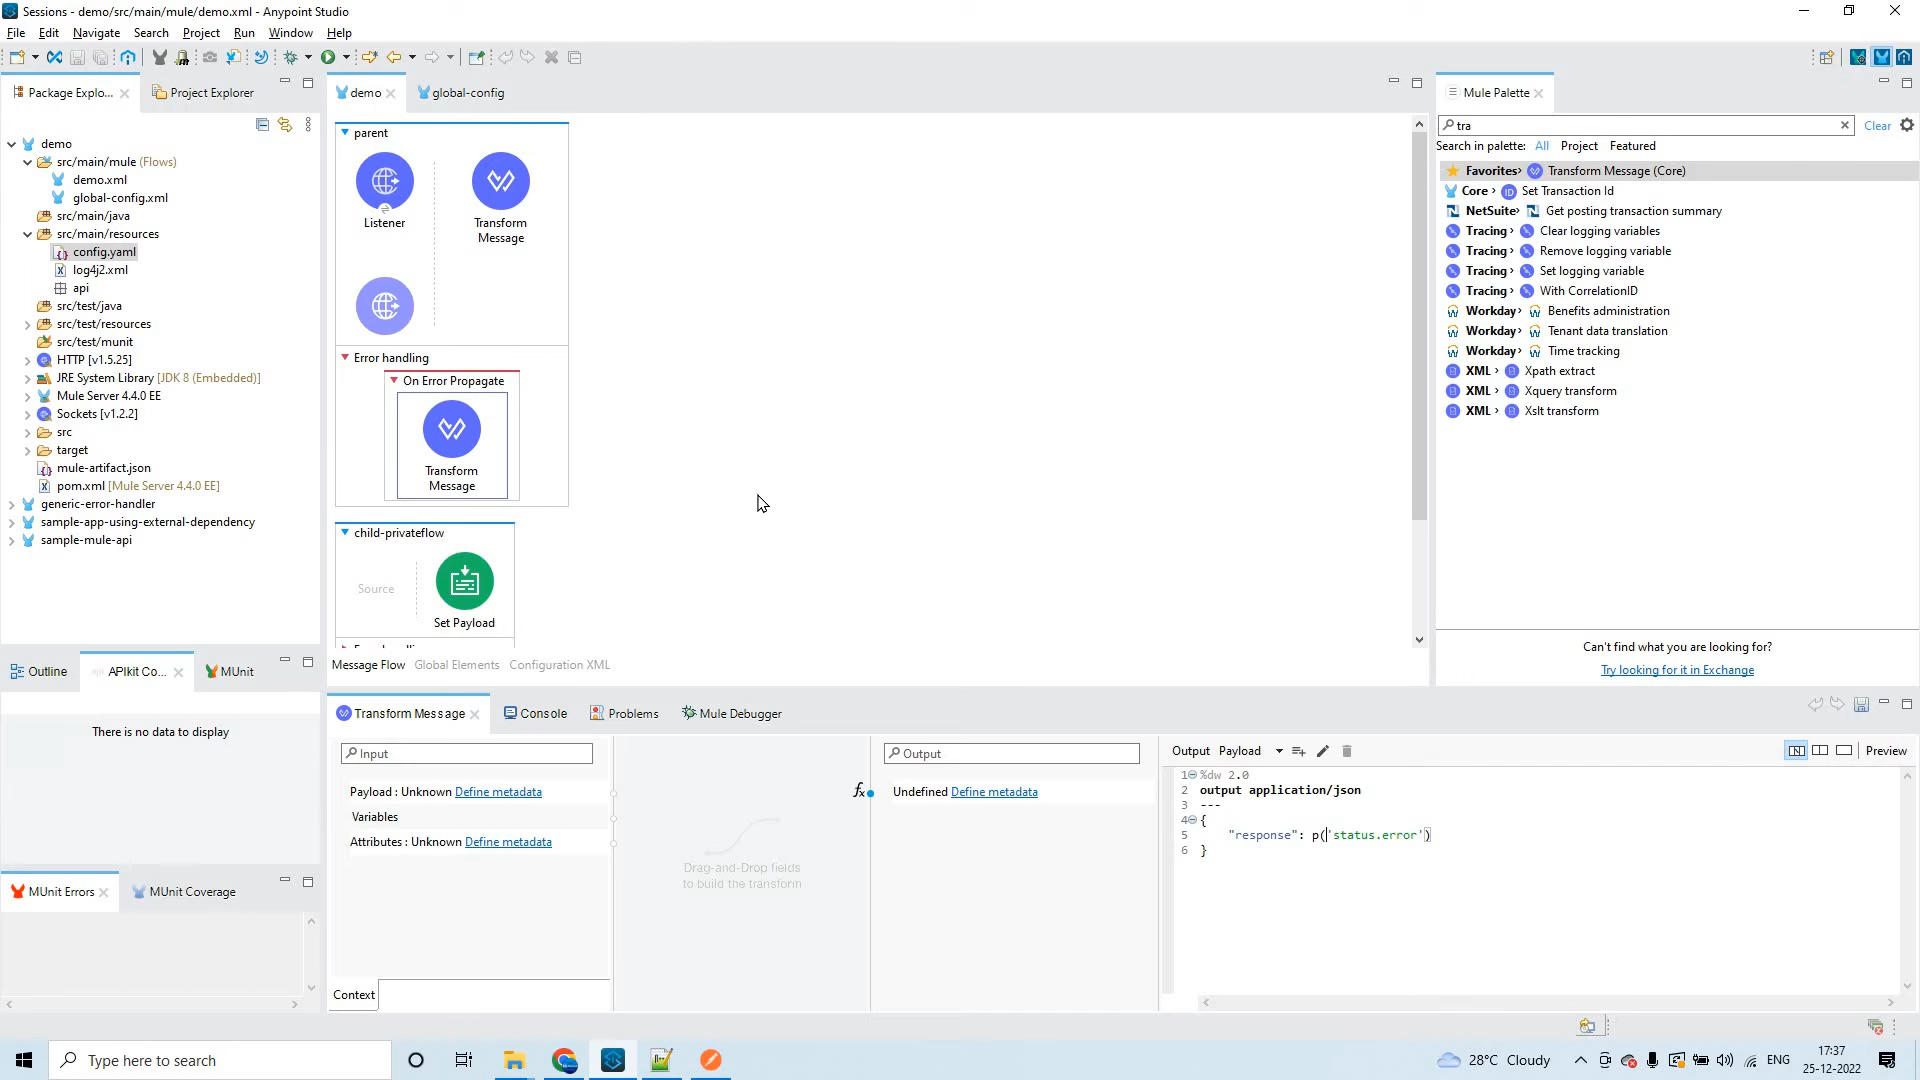 Sessions - demo/src/main/mule/demo.xml - Anypoint Studio
File Edit Navigate Search Project Run Window Help
Package Explo...
Project Explorer
demo
src/main/mule (Flows)
demo.xml
global-config.xml
src/main/java
src/main/resources
config.yaml
log4j2.xml
api
src/test/java
src/test/resources
src/test/munit
HTTP [v1.5.25]
JRE System Library [JDK 8 (Embedded)]
Mule Server 4.4.0 EE
Sockets [v1.2.2]
src
target
mule-artifact.json
pom.xml [Mule Server 4.4.0 EE]
generic-error-handler
sample-app-using-external-dependency
sample-mule-api
Outline
APIkit Co...
MUnit
There is no data to display
MUnit Errors
MUnit Coverage
demo
global-config
parent
Listener
Transform
Message
Error handling
On Error Propagate
Transform
Message
child-privateflow
Source
Set Payload
Message Flow Global Elements Configuration XML
Mule Palette
tra
Clear
Search in palette: All Project Featured
Favorites› Transform Message (Core)
Core › Set Transaction Id
NetSuite› Get posting transaction summary
Tracing › Clear logging variables
Tracing › Remove logging variable
Tracing › Set logging variable
Tracing › With CorrelationID
Workday› Benefits administration
Workday› Tenant data translation
Workday› Time tracking
XML › Xpath extract
XML › Xquery transform
XML › Xslt transform
Can't find what you are looking for?
Try looking for it in Exchange
Transform Message
Console
Problems
Mule Debugger
Input
Payload : Unknown Define metadata
Variables
Attributes : Unknown Define metadata
Context
Drag-and-Drop fields
to build the transform
fx
Output
Undefined Define metadata
Output Payload
Preview
1 %dw 2.0
2 output application/json
3 ---
4 {
5 "response": p('status.error')
6 }
Type here to search
28°C Cloudy
ENG
17:37
25-12-2022